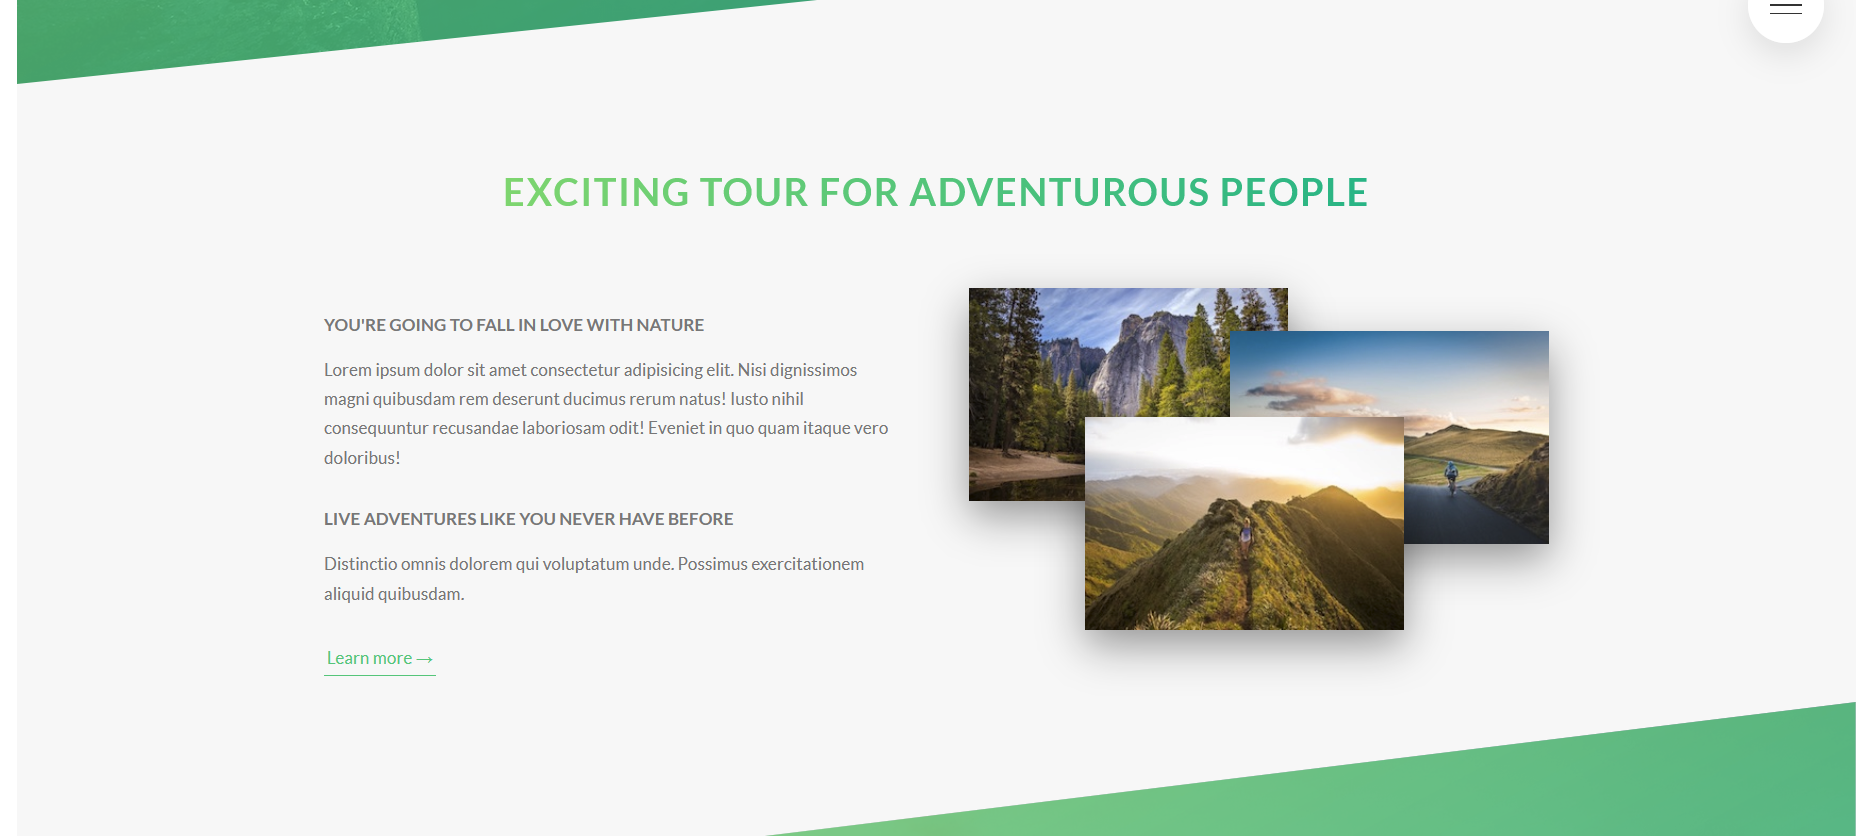 EXCITING TOUR FOR ADVENTUROUS PEOPLE
YOU'RE GOING TO FALL IN LOVE WITH NATURE
Lorem ipsum dolor sit amet consectetur adipisicing elit. Nisi dignissimos
magni quibusdam rem deserunt ducimus rerum natus! Iusto nihil
consequuntur recusandae laboriosam odit! Eveniet in quo quam itaque vero
doloribus!
LIVE ADVENTURES LIKE YOU NEVER HAVE BEFORE
Distinctio omnis dolorem qui voluptatum unde. Possimus exercitationem
aliquid quibusdam.
Learn more →